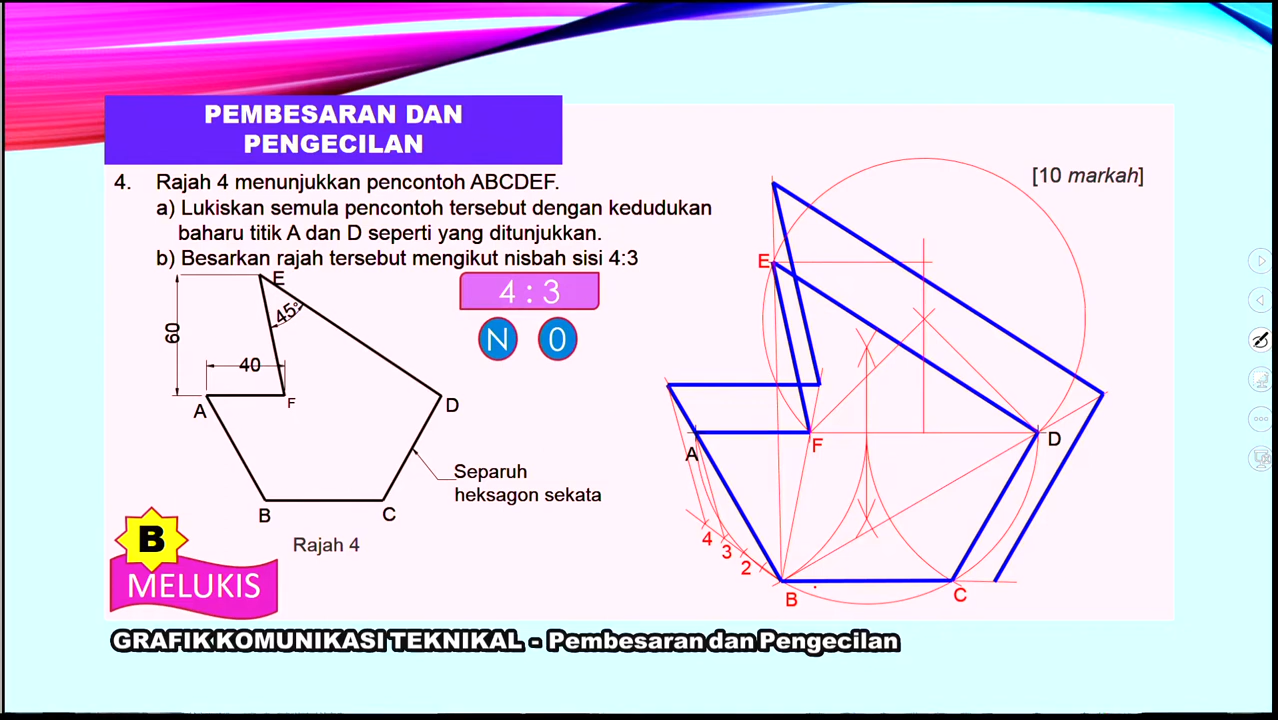 PEMBESARAN DAN
PENGECILAN
4. Rajah 4 menunjukkan pencontoh ABCDEF.
[10 markah]
a) Lukiskan semula pencontoh tersebut dengan kedudukan
baharu titik A dan D seperti yang ditunjukkan.
b) Besarkan rajah tersebut mengikut nisbah sisi 4:3
4 : 3
N O
E
45°
60
40
A
F
D
Separuh
heksagon sekata
B
C
Rajah 4
E
F
D
A
4
3
2
B
C
B
MELUKIS
GRAFIK KOMUNIKASI TEKNIKAL - Pembesaran dan Pengecilan